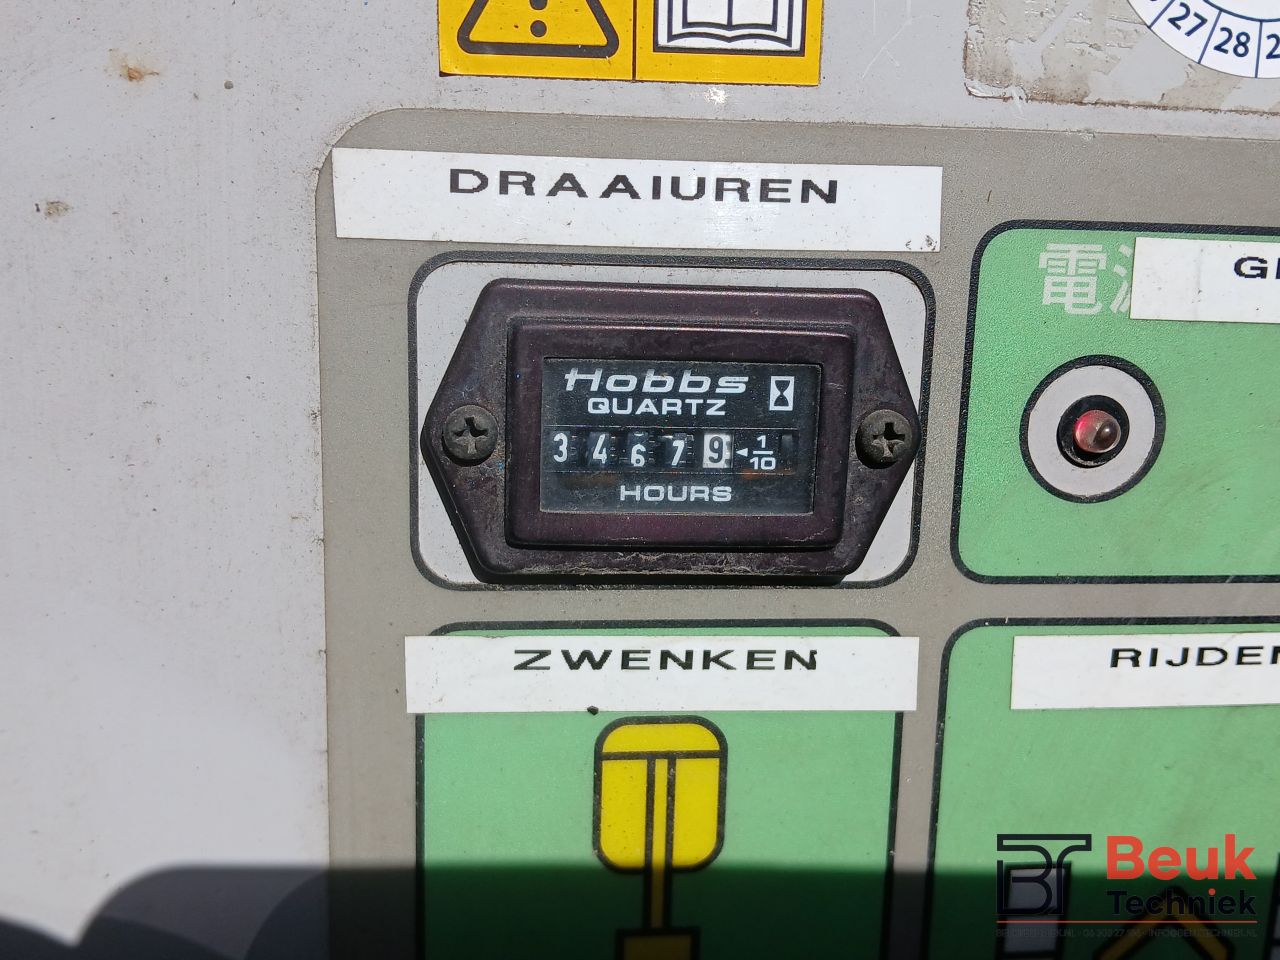 27 28
DRAAIUREN
電
Hobbs
QUARTZ
3 4 6 7 9 ◄ 1/10
HOURS
ZWENKEN
Beuk
Techniek